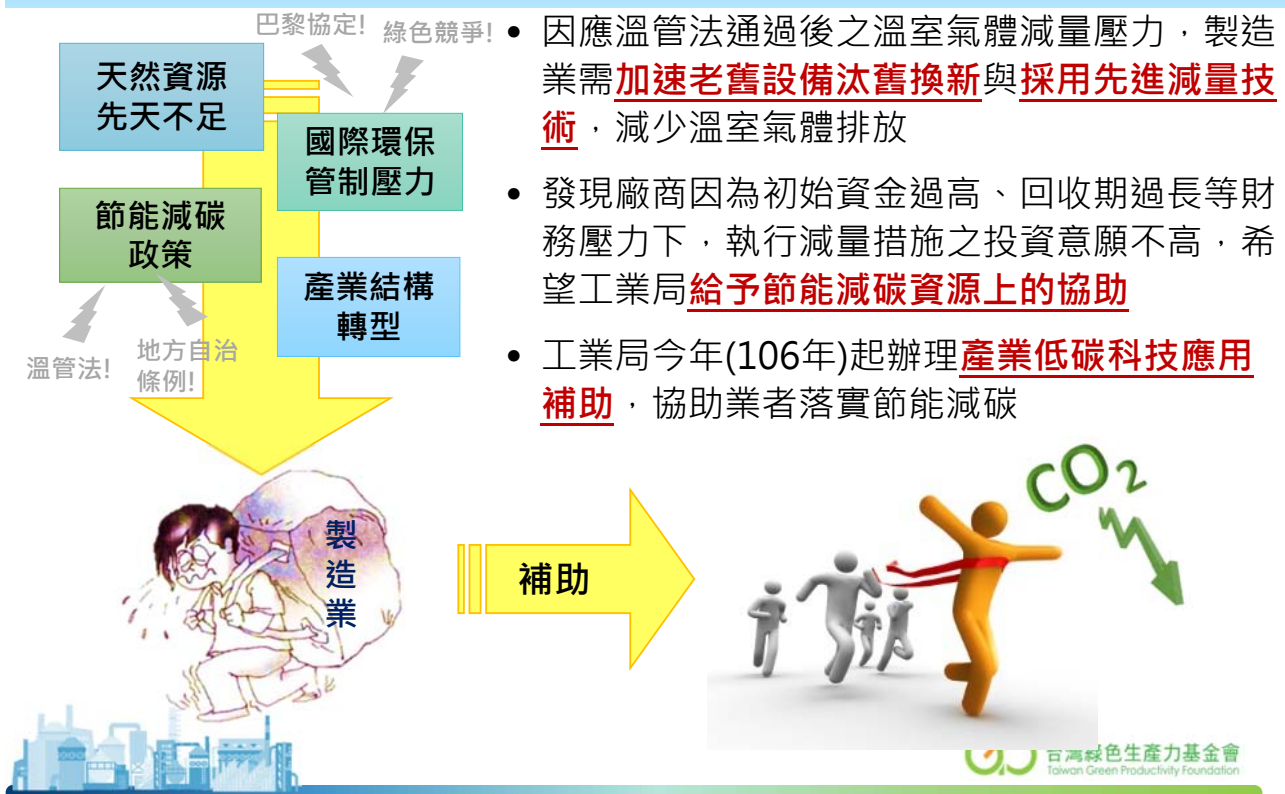 巴黎協定!
綠色競爭!
天然資源
先天不足
國際環保
管制壓力
節能減碳
政策
產業結構
轉型
溫管法!
地方自治
條例!
• 因應溫管法通過後之溫室氣體減量壓力，製造
業需加速老舊設備汰舊換新與採用先進減量技
術，減少溫室氣體排放
• 發現廠商因為初始資金過高、回收期過長等財
務壓力下，執行減量措施之投資意願不高，希
望工業局給予節能減碳資源上的協助
• 工業局今年(106年)起辦理產業低碳科技應用
補助，協助業者落實節能減碳
製
造
業
補助
CO2
台灣綠色生產力基金會
Taiwan Green Productivity Foundation